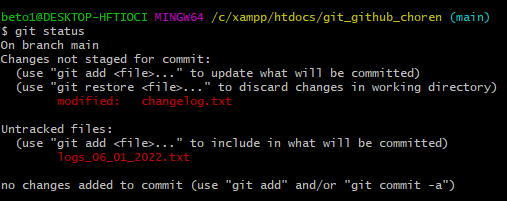 beto1@DESKTOP-HFTIOCI MINGW64 /c/xampp/htdocs/git_github_choren (main)
$ git status
On branch main
Changes not staged for commit:
  (use "git add <file>..." to update what will be committed)
  (use "git restore <file>..." to discard changes in working directory)
        modified:   changelog.txt

Untracked files:
  (use "git add <file>..." to include in what will be committed)
        logs_06_01_2022.txt

no changes added to commit (use "git add" and/or "git commit -a")